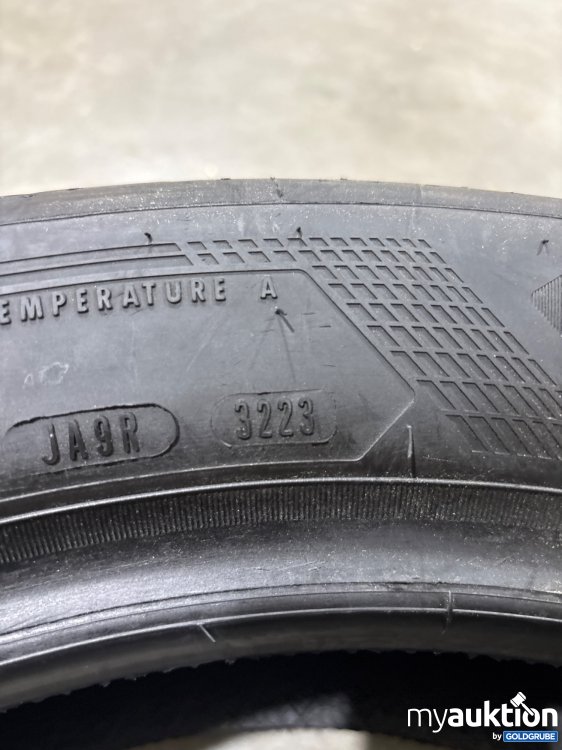 EMPERATURE A
JA9R 3223
myauktion
by GOLDGRUBE